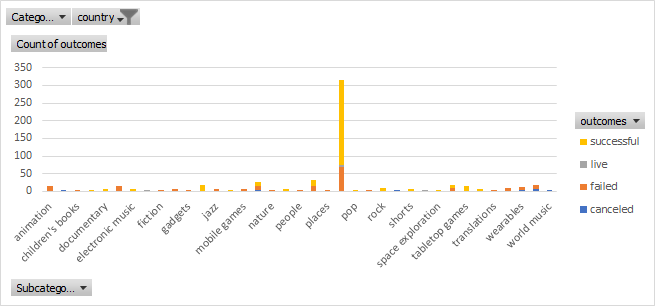 Catego...
country
Count of outcomes
350
300
250
200
150
100
50
0
animation
children's books
documentary
electronic music
fiction
gadgets
jazz
mobile games
nature
people
places
pop
rock
shorts
space exploration
tabletop games
translations
wearables
world music
outcomes
successful
live
failed
canceled
Subcatego...